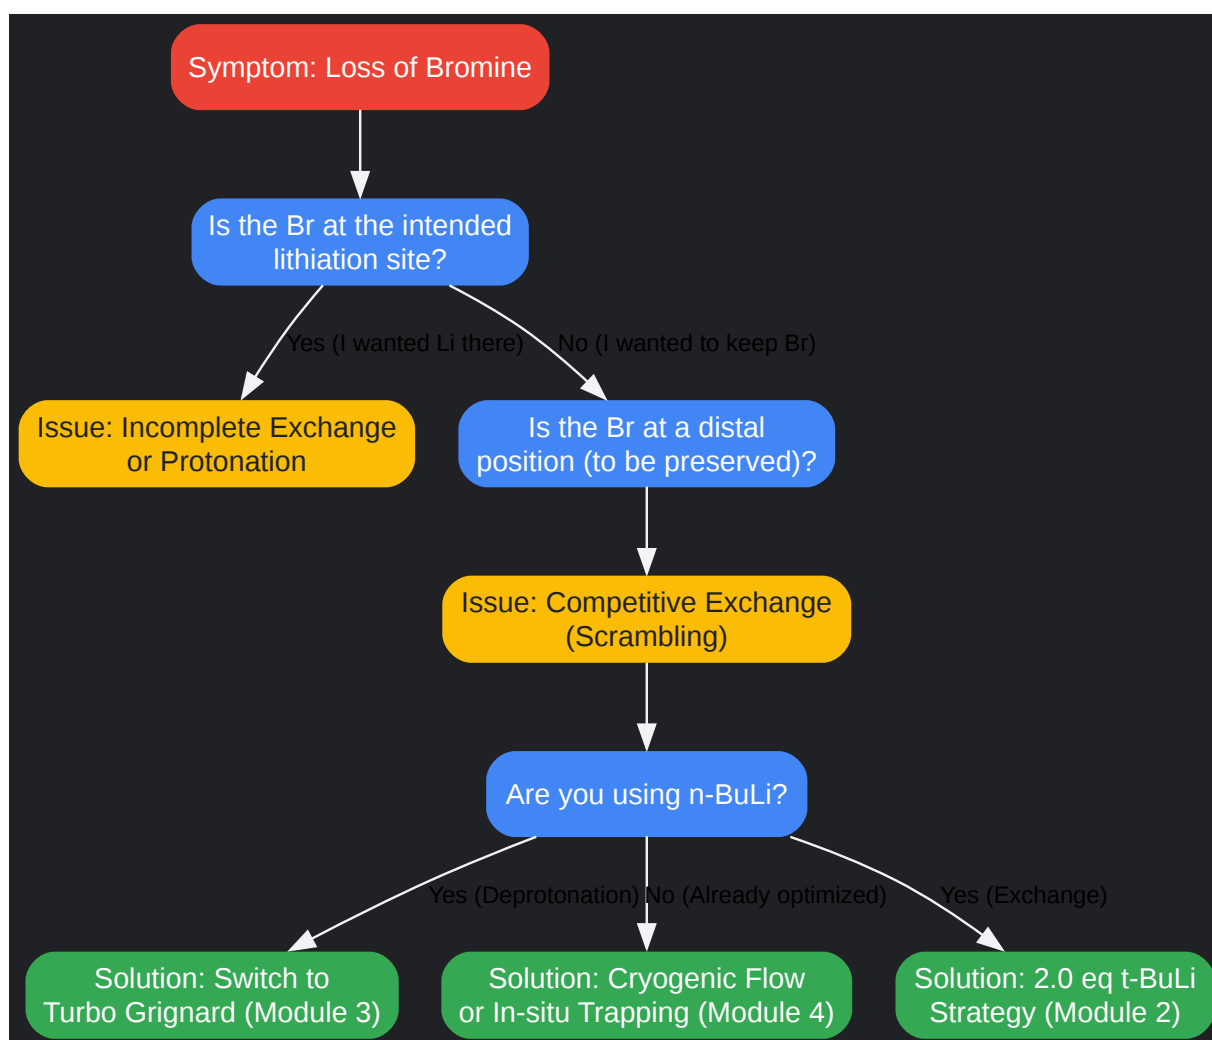 Symptom: Loss of Bromine
Is the Br at the intended
lithiation site?
Yes (I wanted Li there)
No (I wanted to keep Br)
Issue: Incomplete Exchange
or Protonation
Is the Br at a distal
position (to be preserved)?
Issue: Competitive Exchange
(Scrambling)
Are you using n-BuLi?
Yes (Deprotonation)
No (Already optimized)
Yes (Exchange)
Solution: Switch to
Turbo Grignard (Module 3)
Solution: Cryogenic Flow
or In-situ Trapping (Module 4)
Solution: 2.0 eq t-BuLi
Strategy (Module 2)